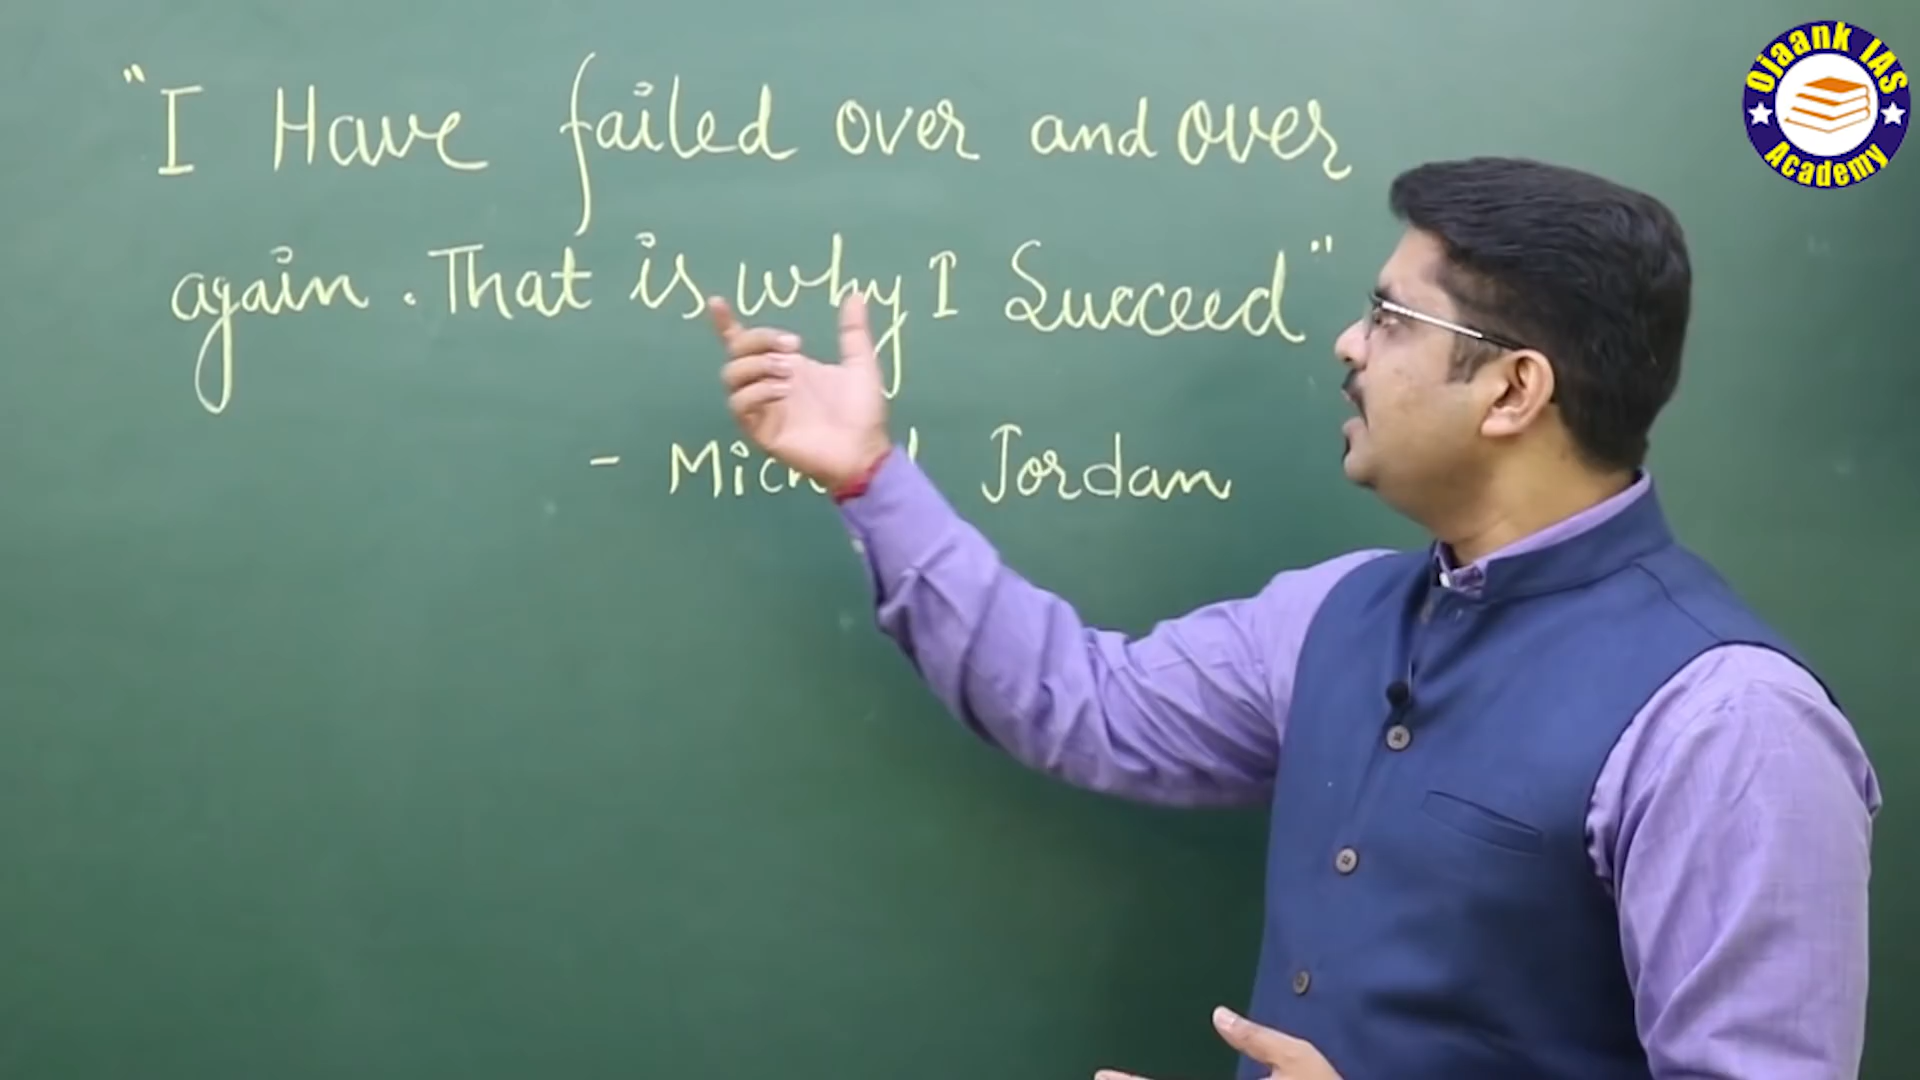 "I Have failed over and over
again. That is why I Succeed"
- Jordan
Ojaank IAS
Academy